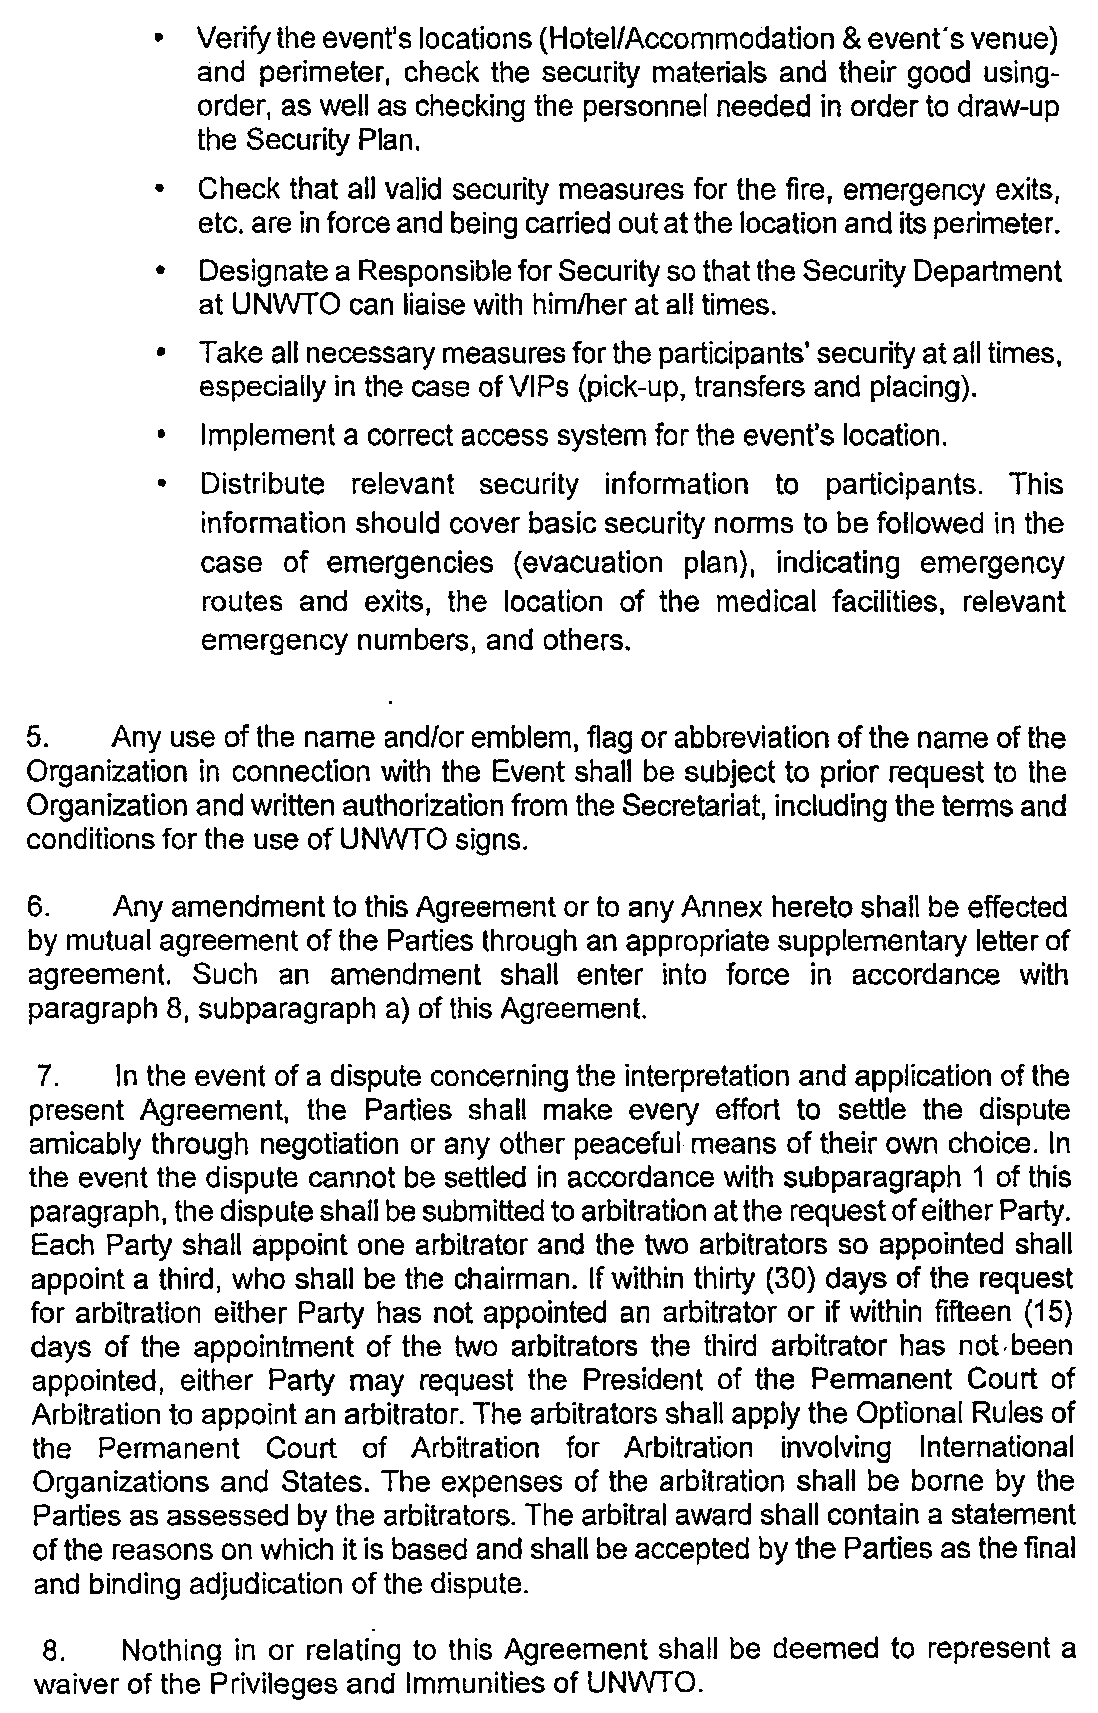 • Verify the event's locations (Hotel/Accommodation & event´s venue)
and perimeter, check the security materials and their good using-
order, as well as checking the personnel needed in order to draw-up
the Security Plan.
• Check that all valid security measures for the fire, emergency exits,
etc. are in force and being carried out at the location and its perimeter.
• Designate a Responsible for Security so that the Security Department
at UNWTO can liaise with him/her at all times.
• Take all necessary measures for the participants' security at all times,
especially in the case of VIPs (pick-up, transfers and placing).
• Implement a correct access system for the event's location.
• Distribute relevant security information to participants. This
information should cover basic security norms to be followed in the
case of emergencies (evacuation plan), indicating emergency
routes and exits, the location of the medical facilities, relevant
emergency numbers, and others.
5. Any use of the name and/or emblem, flag or abbreviation of the name of the
Organization in connection with the Event shall be subject to prior request to the
Organization and written authorization from the Secretariat, including the terms and
conditions for the use of UNWTO signs.
6. Any amendment to this Agreement or to any Annex hereto shall be effected
by mutual agreement of the Parties through an appropriate supplementary letter of
agreement. Such an amendment shall enter into force in accordance with
paragraph 8, subparagraph a) of this Agreement.
7. In the event of a dispute concerning the interpretation and application of the
present Agreement, the Parties shall make every effort to settle the dispute
amicably through negotiation or any other peaceful means of their own choice. In
the event the dispute cannot be settled in accordance with subparagraph 1 of this
paragraph, the dispute shall be submitted to arbitration at the request of either Party.
Each Party shall appoint one arbitrator and the two arbitrators so appointed shall
appoint a third, who shall be the chairman. If within thirty (30) days of the request
for arbitration either Party has not appointed an arbitrator or if within fifteen (15)
days of the appointment of the two arbitrators the third arbitrator has not been
appointed, either Party may request the President of the Permanent Court of
Arbitration to appoint an arbitrator. The arbitrators shall apply the Optional Rules of
the Permanent Court of Arbitration for Arbitration involving International
Organizations and States. The expenses of the arbitration shall be borne by the
Parties as assessed by the arbitrators. The arbitral award shall contain a statement
of the reasons on which it is based and shall be accepted by the Parties as the final
and binding adjudication of the dispute.
8. Nothing in or relating to this Agreement shall be deemed to represent a
waiver of the Privileges and Immunities of UNWTO.